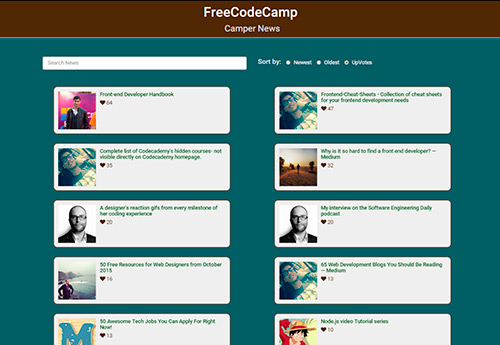 FreeCodeCamp
Camper News
Search News
Sort by: Newest Oldest UpVotes
Front-end Developer Handbook
64
Frontend-Cheat-Sheets - Collection of cheat sheets
for your frontend development needs
47
Complete list of Codecademy's hidden courses- not
visible directly on Codecademy homepage.
35
Why is it so hard to find a front end developer? —
Medium
32
A designer's reaction gifs from every milestone of
her coding experience
20
My interview on the Software Engineering Daily
podcast
20
50 Free Resources for Web Designers from October
2015
16
65 Web Development Blogs You Should Be Reading
— Medium
13
50 Awesome Tech Jobs You Can Apply For Right
Now!
13
Node.js video Tutorial series
10